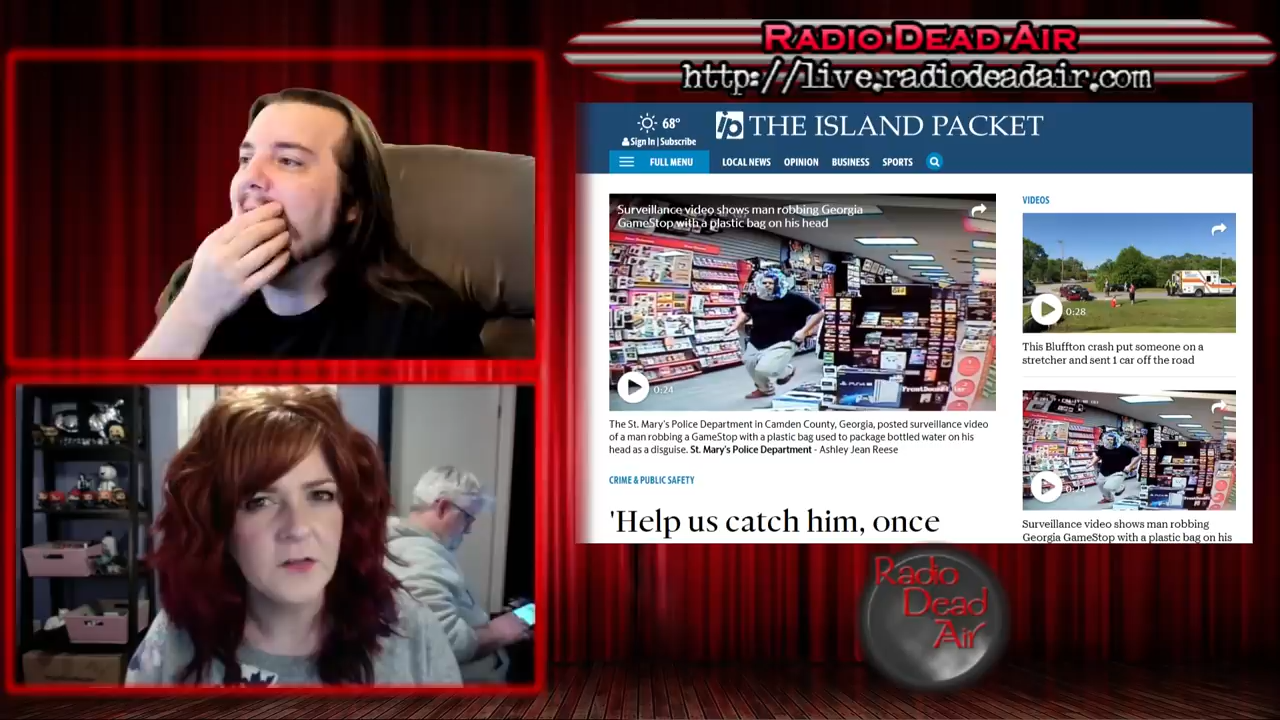 RADIO DEAD AIR
http://live.radiodeadair.com
68°
Sign In | Subscribe
ip THE ISLAND PACKET
FULL MENU
LOCAL NEWS
OPINION
BUSINESS
SPORTS
Surveillance video shows man robbing Georgia
GameStop with a plastic bag on his head
0:24
The St. Mary's Police Department in Camden County, Georgia, posted surveillance video
of a man robbing a GameStop with a plastic bag used to package bottled water on his
head as a disguise. St. Mary's Police Department - Ashley Jean Reese
CRIME & PUBLIC SAFETY
'Help us catch him, once
VIDEOS
0:28
This Bluffton crash put someone on a
stretcher and sent 1 car off the road
0:24
Surveillance video shows man robbing
Georgia GameStop with a plastic bag on his
Radio
Dead
Air